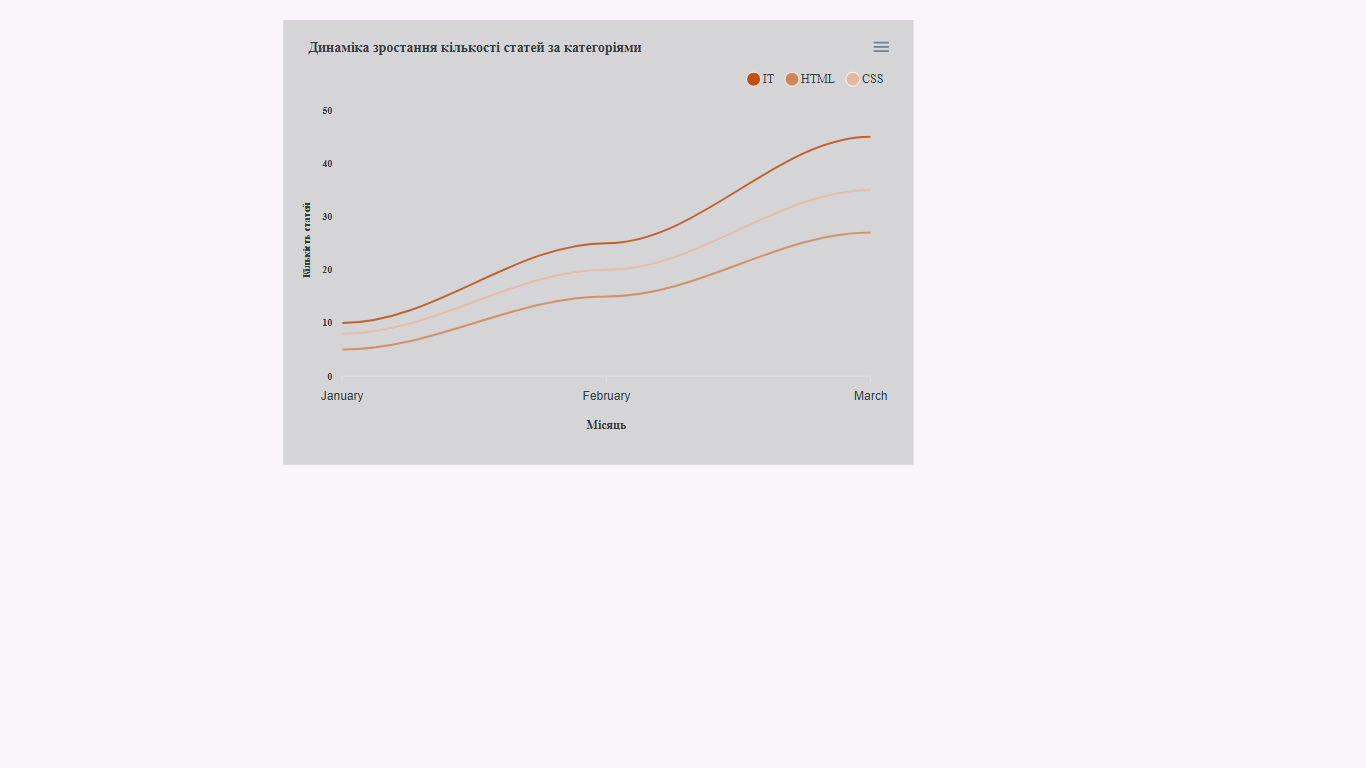 Динаміка зростання кількості статей за категоріями
IT HTML CSS
50
40
30
20
10
0
Кількість статей
January February March
Місяць